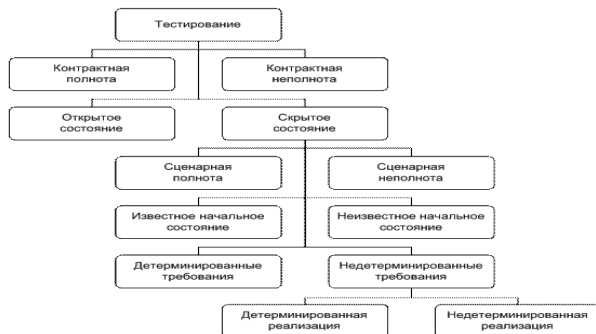 Тестирование
Контрактная
полнота
Контрактная
неполнота
Открытое
состояние
Скрытое
состояние
Сценарная
полнота
Сценарная
неполнота
Известное начальное
состояние
Неизвестное начальное
состояние
Детерминированные
требования
Недетерминированные
требования
Детерминированная
реализация
Недетерминированная
реализация